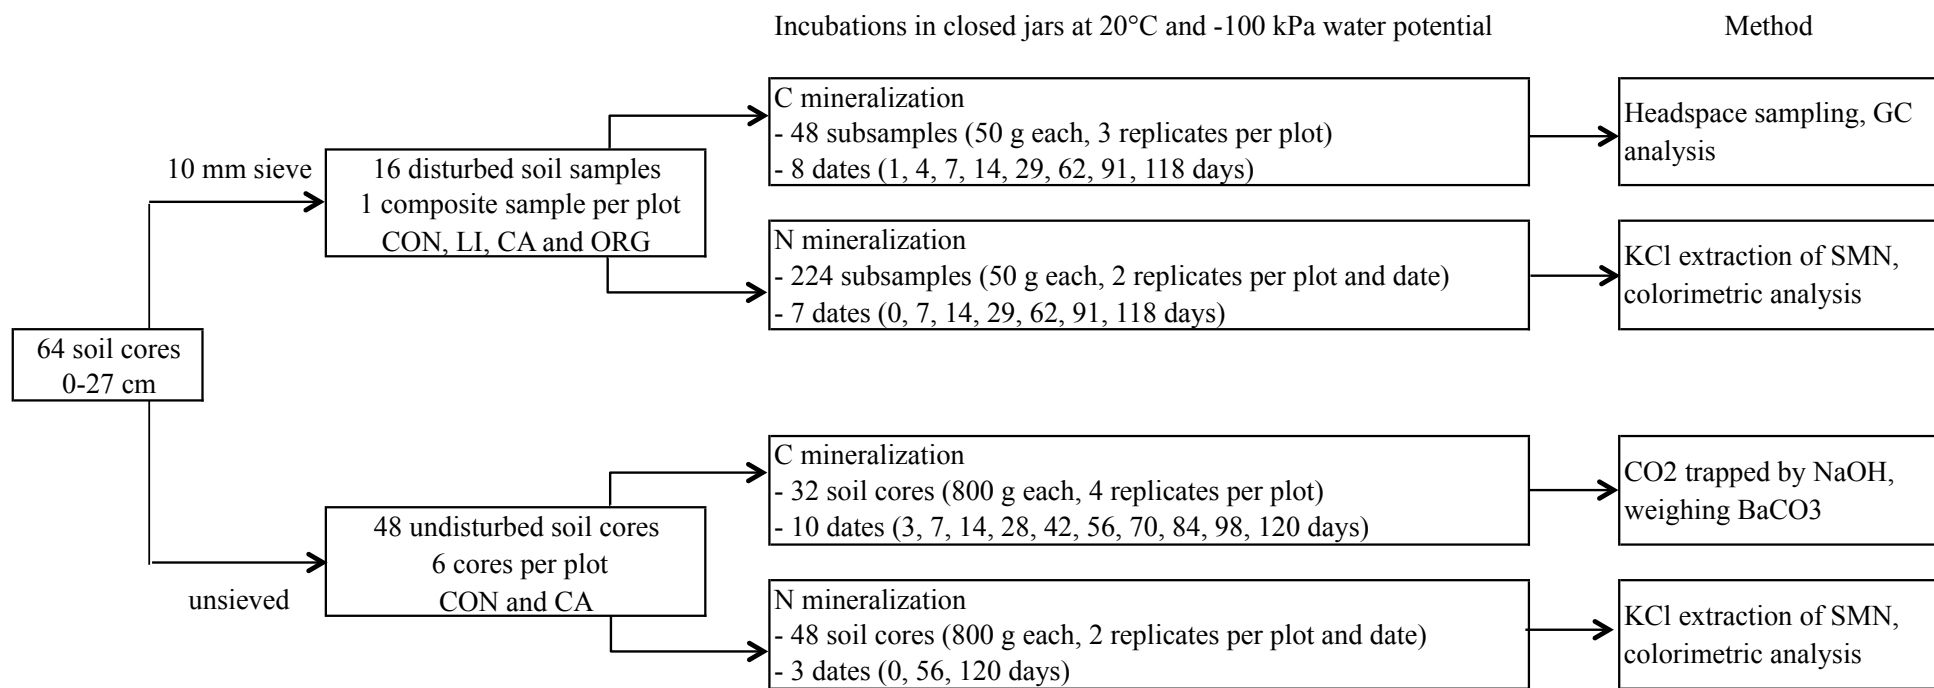 Incubations in closed jars at 20°C and -100 kPa water potential
Method
64 soil cores
0-27 cm
10 mm sieve
16 disturbed soil samples
1 composite sample per plot
CON, LI, CA and ORG
C mineralization
- 48 subsamples (50 g each, 3 replicates per plot)
- 8 dates (1, 4, 7, 14, 29, 62, 91, 118 days)
Headspace sampling, GC
analysis
N mineralization
- 224 subsamples (50 g each, 2 replicates per plot and date)
- 7 dates (0, 7, 14, 29, 62, 91, 118 days)
KCl extraction of SMN,
colorimetric analysis
unsieved
48 undisturbed soil cores
6 cores per plot
CON and CA
C mineralization
- 32 soil cores (800 g each, 4 replicates per plot)
- 10 dates (3, 7, 14, 28, 42, 56, 70, 84, 98, 120 days)
CO2 trapped by NaOH,
weighing BaCO3
N mineralization
- 48 soil cores (800 g each, 2 replicates per plot and date)
- 3 dates (0, 56, 120 days)
KCl extraction of SMN,
colorimetric analysis